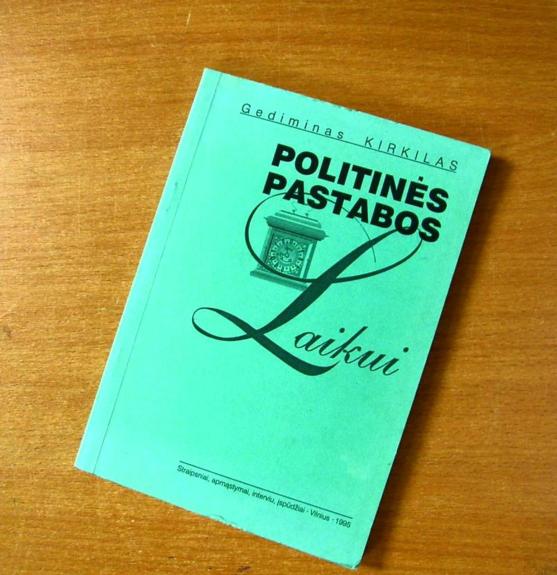 Gediminas KIRKILAS
POLITINĖS
PASTABOS
Laikui
Straipsniai, apmąstymai, interviu, įspūdžiai · Vilnius · 1995